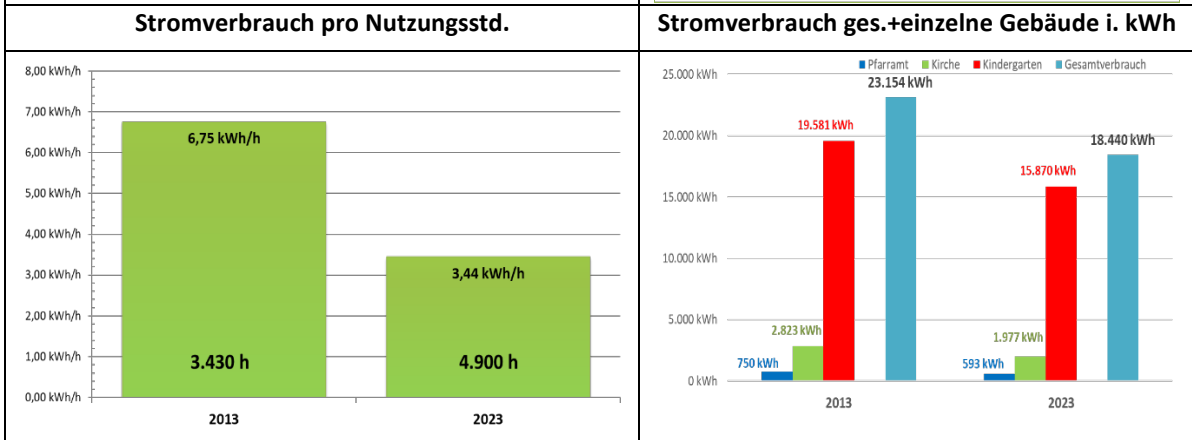 Stromverbrauch pro Nutzungsstd.
8,00 kWh/h
7,00 kWh/h
6,00 kWh/h
5,00 kWh/h
4,00 kWh/h
3,00 kWh/h
2,00 kWh/h
1,00 kWh/h
0,00 kWh/h
6,75 kWh/h
3,44 kWh/h
3.430 h
4.900 h
2013
2023
Stromverbrauch ges.+einzelne Gebäude i. kWh
Pfarramt Kirche Kindergarten Gesamtverbrauch
25.000 kWh
20.000 kWh
15.000 kWh
10.000 kWh
5.000 kWh
0 kWh
23.154 kWh
19.581 kWh
2.823 kWh
750 kWh
18.440 kWh
15.870 kWh
1.977 kWh
593 kWh
2013
2023